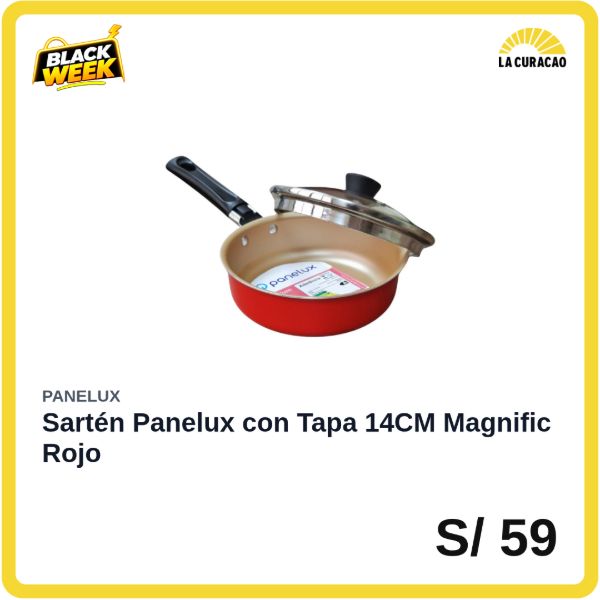 BLACK
WEEK
LA CURACAO
panelux
PANELUX
Sartén Panelux con Tapa 14CM Magnific
Rojo
S/ 59